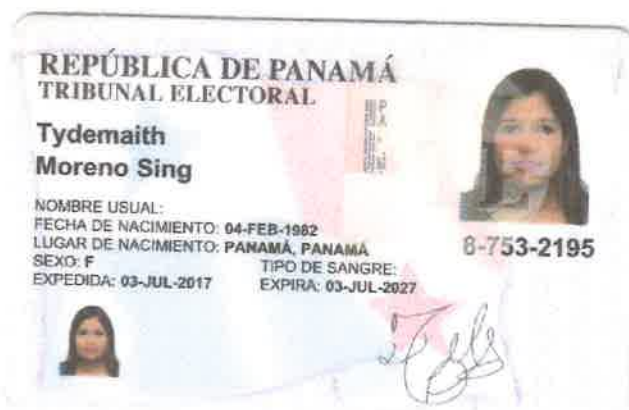 REPÚBLICA DE PANAMÁ
TRIBUNAL ELECTORAL
Tydemaith
Moreno Sing
NOMBRE USUAL:
FECHA DE NACIMIENTO: 04-FEB-1982
LUGAR DE NACIMIENTO: PANAMÁ, PANAMÁ
SEXO: F TIPO DE SANGRE:
EXPEDIDA: 03-JUL-2017 EXPIRA: 03-JUL-2027
8-753-2195